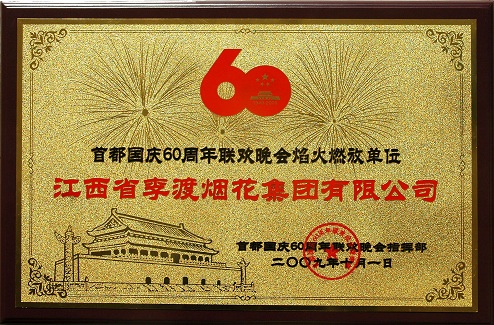 60
首都国庆60周年联欢晚会焰火燃放单位
江西省李渡烟花集团有限公司
首都国庆60周年联欢晚会指挥部
二〇〇九年十月一日